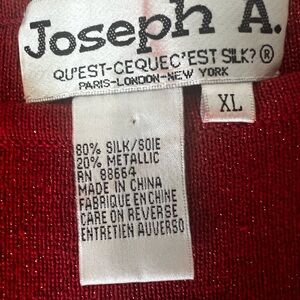 Joseph A.
QU'EST-CEQUEC'EST SILK? ®
PARIS-LONDON-NEW YORK
XL
80% SILK/SOIE
20% METALLIC
RN 88664
MADE IN CHINA
FABRIQUE EN CHINE
CARE ON REVERSE
ENTRETIEN AUVERSO